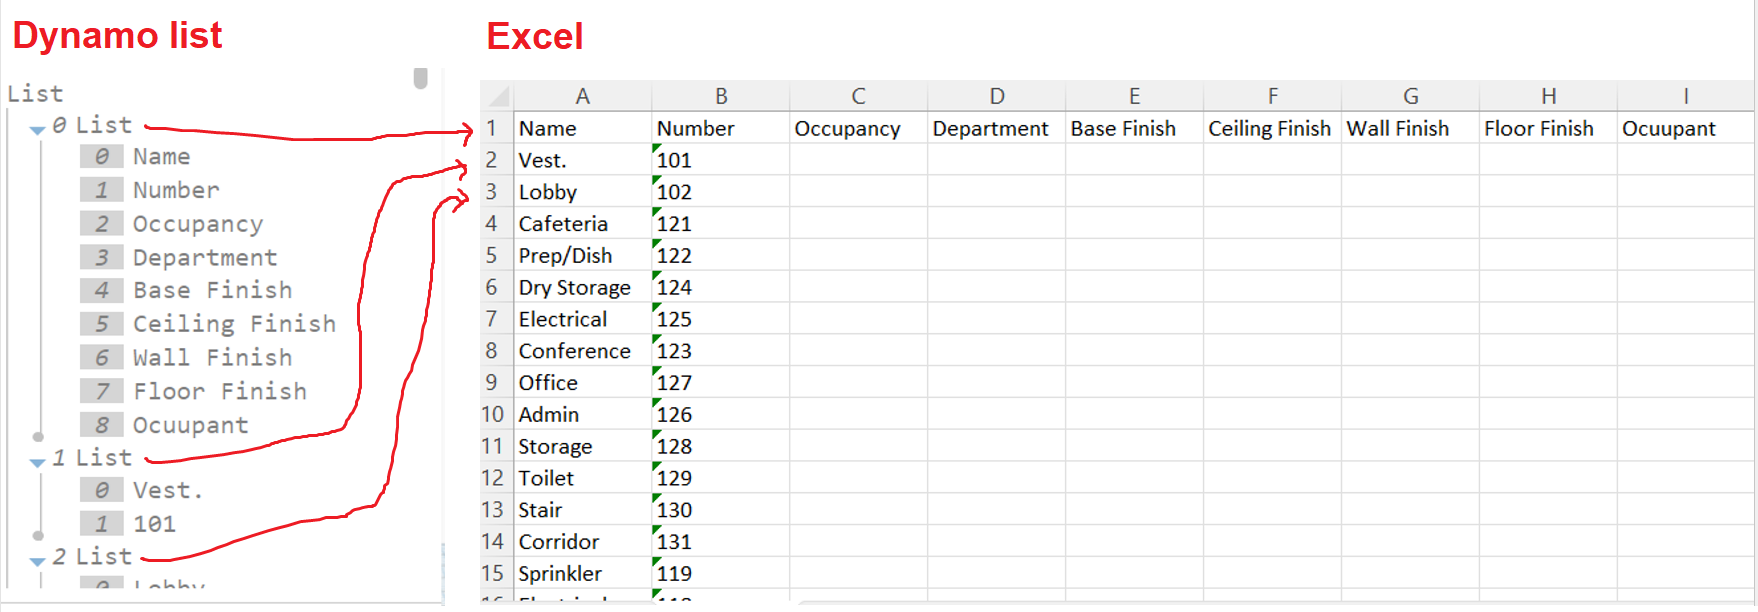 Dynamo list
List
0 List
0 Name
1 Number
2 Occupancy
3 Department
4 Base Finish
5 Ceiling Finish
6 Wall Finish
7 Floor Finish
8 Ocuupant
1 List
0 Vest.
1 101
2 List
0 Lobby
Excel
A B C D E F G H I
1 Name Number Occupancy Department Base Finish Ceiling Finish Wall Finish Floor Finish Ocuupant
2 Vest. 101
3 Lobby 102
4 Cafeteria 121
5 Prep/Dish 122
6 Dry Storage 124
7 Electrical 125
8 Conference 123
9 Office 127
10 Admin 126
11 Storage 128
12 Toilet 129
13 Stair 130
14 Corridor 131
15 Sprinkler 119